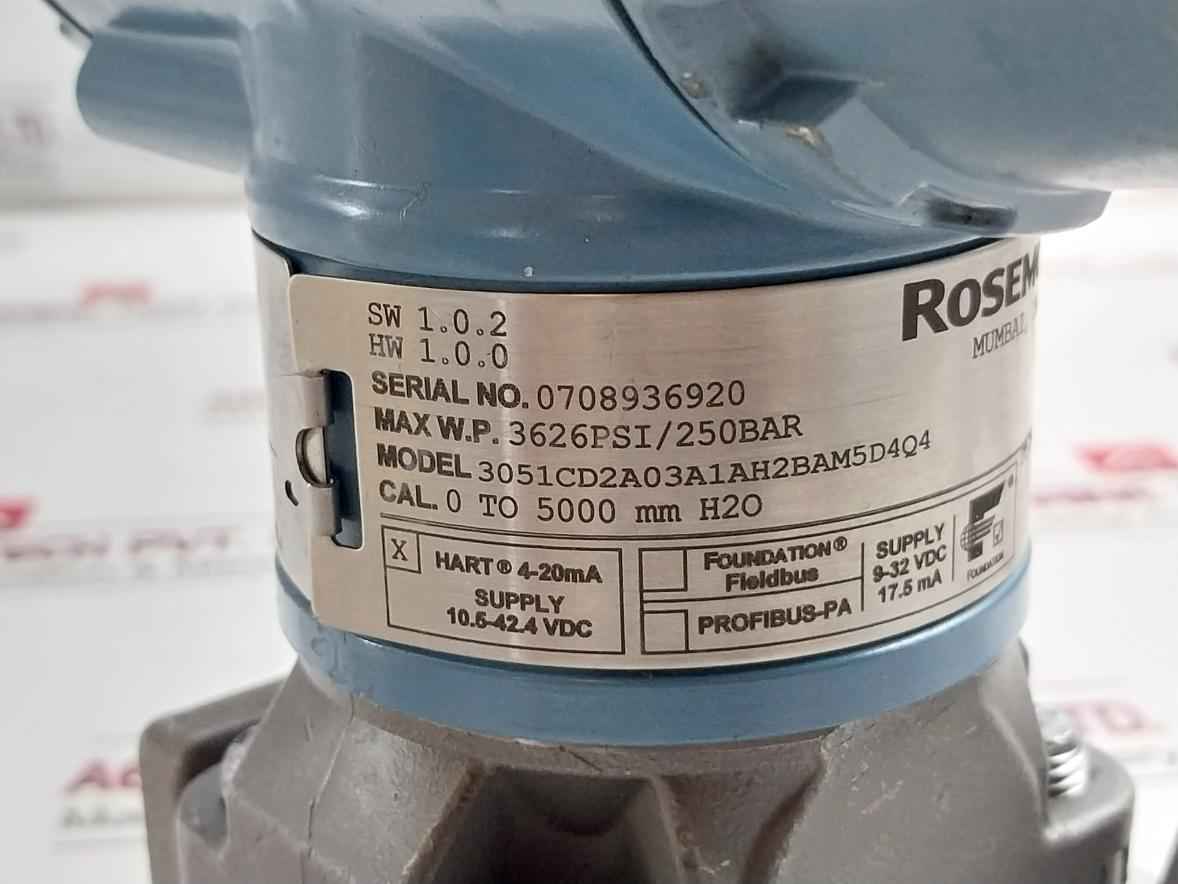 SW 1.0.2
HW 1.0.0
SERIAL NO. 0708936920
MAX W.P. 3626PSI/250BAR
MODEL 3051CD2A03A1AH2BAM5D4Q4
CAL. 0 TO 5000 mm H2O
ROSEM
MUMBAI,
X HART® 4-20mA
SUPPLY
10.5-42.4 VDC
FOUNDATION®
Fieldbus
PROFIBUS-PA
SUPPLY
9-32 VDC
17.5 mA
FOUNDATION